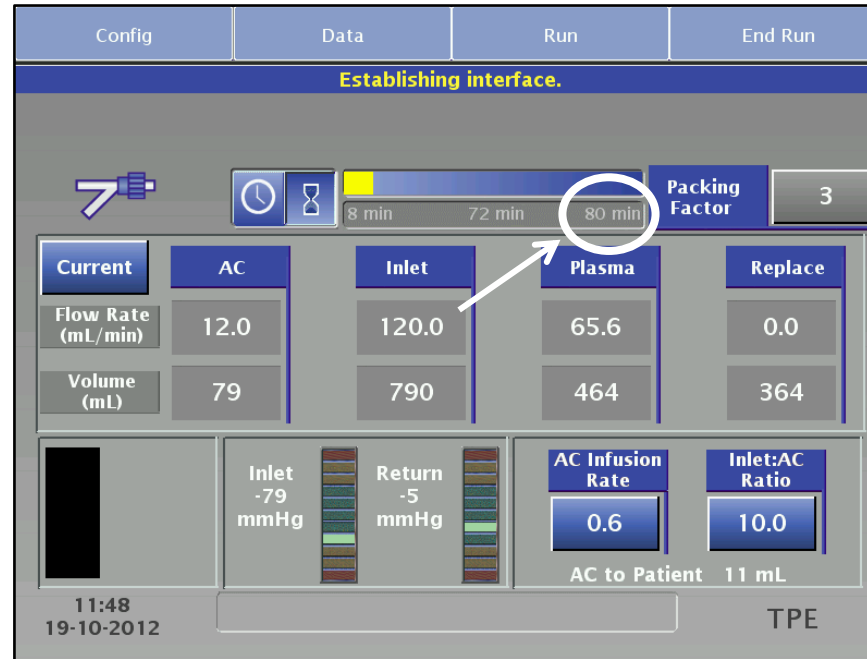 Config Data Run End Run
Establishing interface.
8 min 72 min 80 min
Packing
Factor
3
Current AC Inlet Plasma Replace
Flow Rate
(mL/min)
12.0 120.0 65.6 0.0
Volume
(mL)
79 790 464 364
Inlet
-79
mmHg
Return
-5
mmHg
AC Infusion
Rate
0.6
Inlet:AC
Ratio
10.0
AC to Patient 11 mL
11:48
19-10-2012
TPE